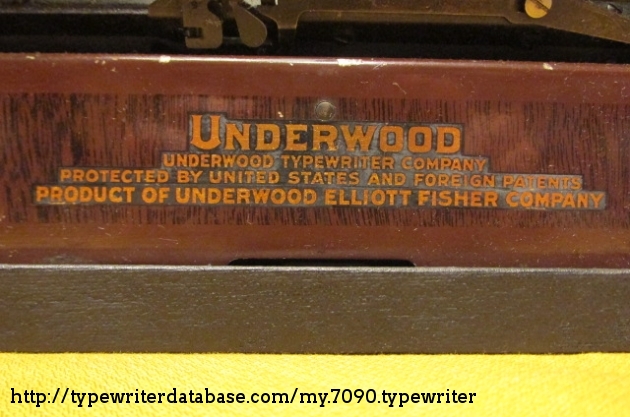 UNDERWOOD
UNDERWOOD TYPEWRITER COMPANY
PROTECTED BY UNITED STATES AND FOREIGN PATENTS
PRODUCT OF UNDERWOOD ELLIOTT FISHER COMPANY
http://typewriterdatabase.com/my.7090.typewriter